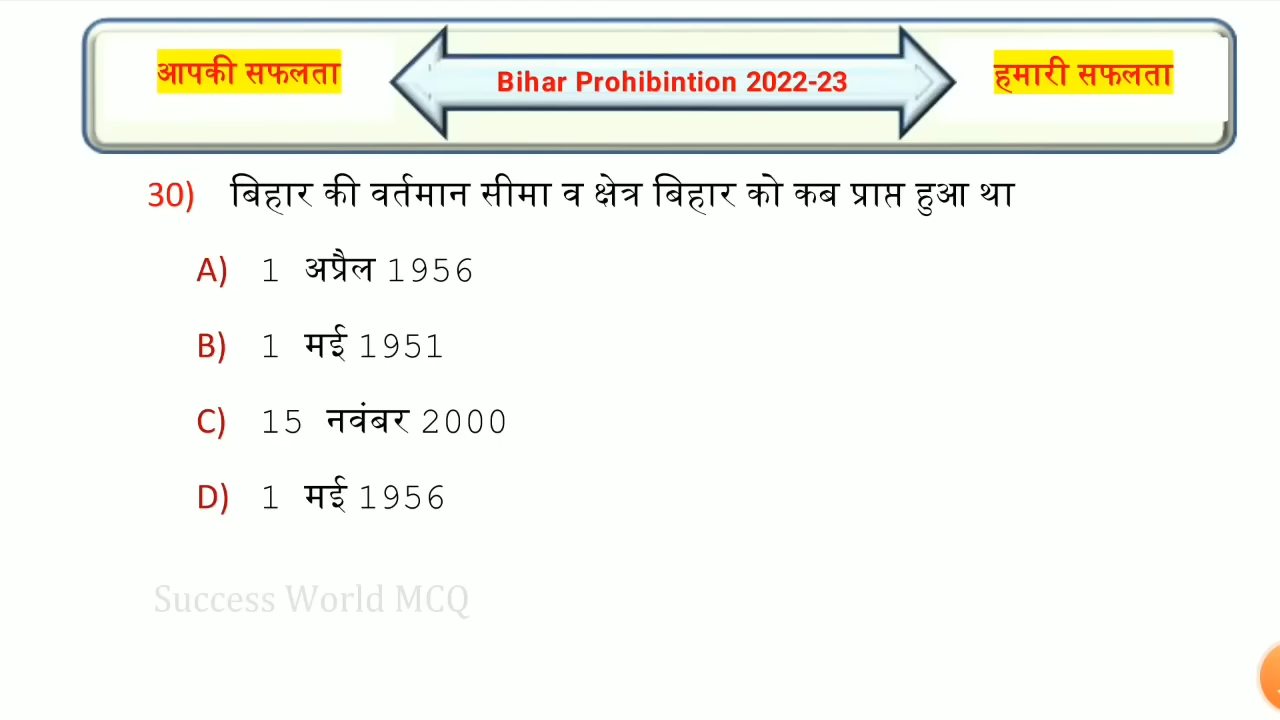 आपकी सफलता
Bihar Prohibintion 2022-23
हमारी सफलता
30) बिहार की वर्तमान सीमा व क्षेत्र बिहार को कब प्राप्त हुआ था
A) 1 अप्रैल 1956
B) 1 मई 1951
C) 15 नवंबर 2000
D) 1 मई 1956
Success World MCQ